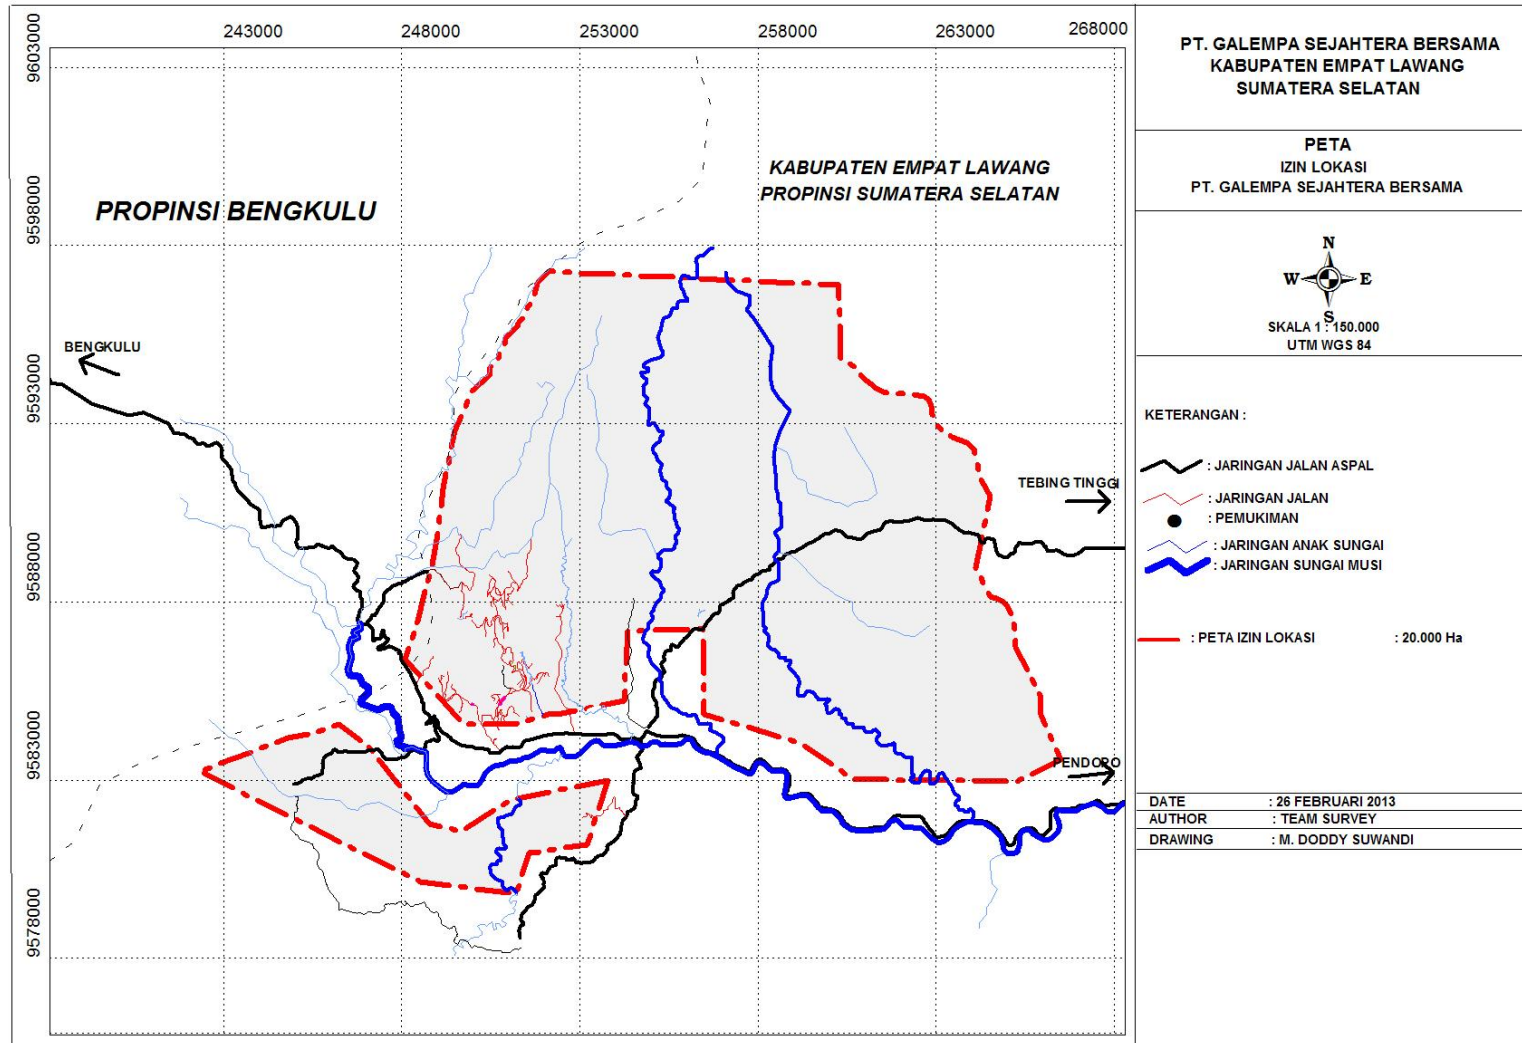 243000
248000
253000
258000
263000
268000
9603000
9598000
9593000
9588000
9583000
9578000
PROPINSI BENGKULU
KABUPATEN EMPAT LAWANG
PROPINSI SUMATERA SELATAN
BENGKULU
TEBING TINGGI
PENDOPO
PT. GALEMPA SEJAHTERA BERSAMA
KABUPATEN EMPAT LAWANG
SUMATERA SELATAN
PETA
IZIN LOKASI
PT. GALEMPA SEJAHTERA BERSAMA
N
W E
S
SKALA 1 : 150.000
UTM WGS 84
KETERANGAN :
: JARINGAN JALAN ASPAL
: JARINGAN JALAN
: PEMUKIMAN
: JARINGAN ANAK SUNGAI
: JARINGAN SUNGAI MUSI
: PETA IZIN LOKASI : 20.000 Ha
DATE : 26 FEBRUARI 2013
AUTHOR : TEAM SURVEY
DRAWING : M. DODDY SUWANDI